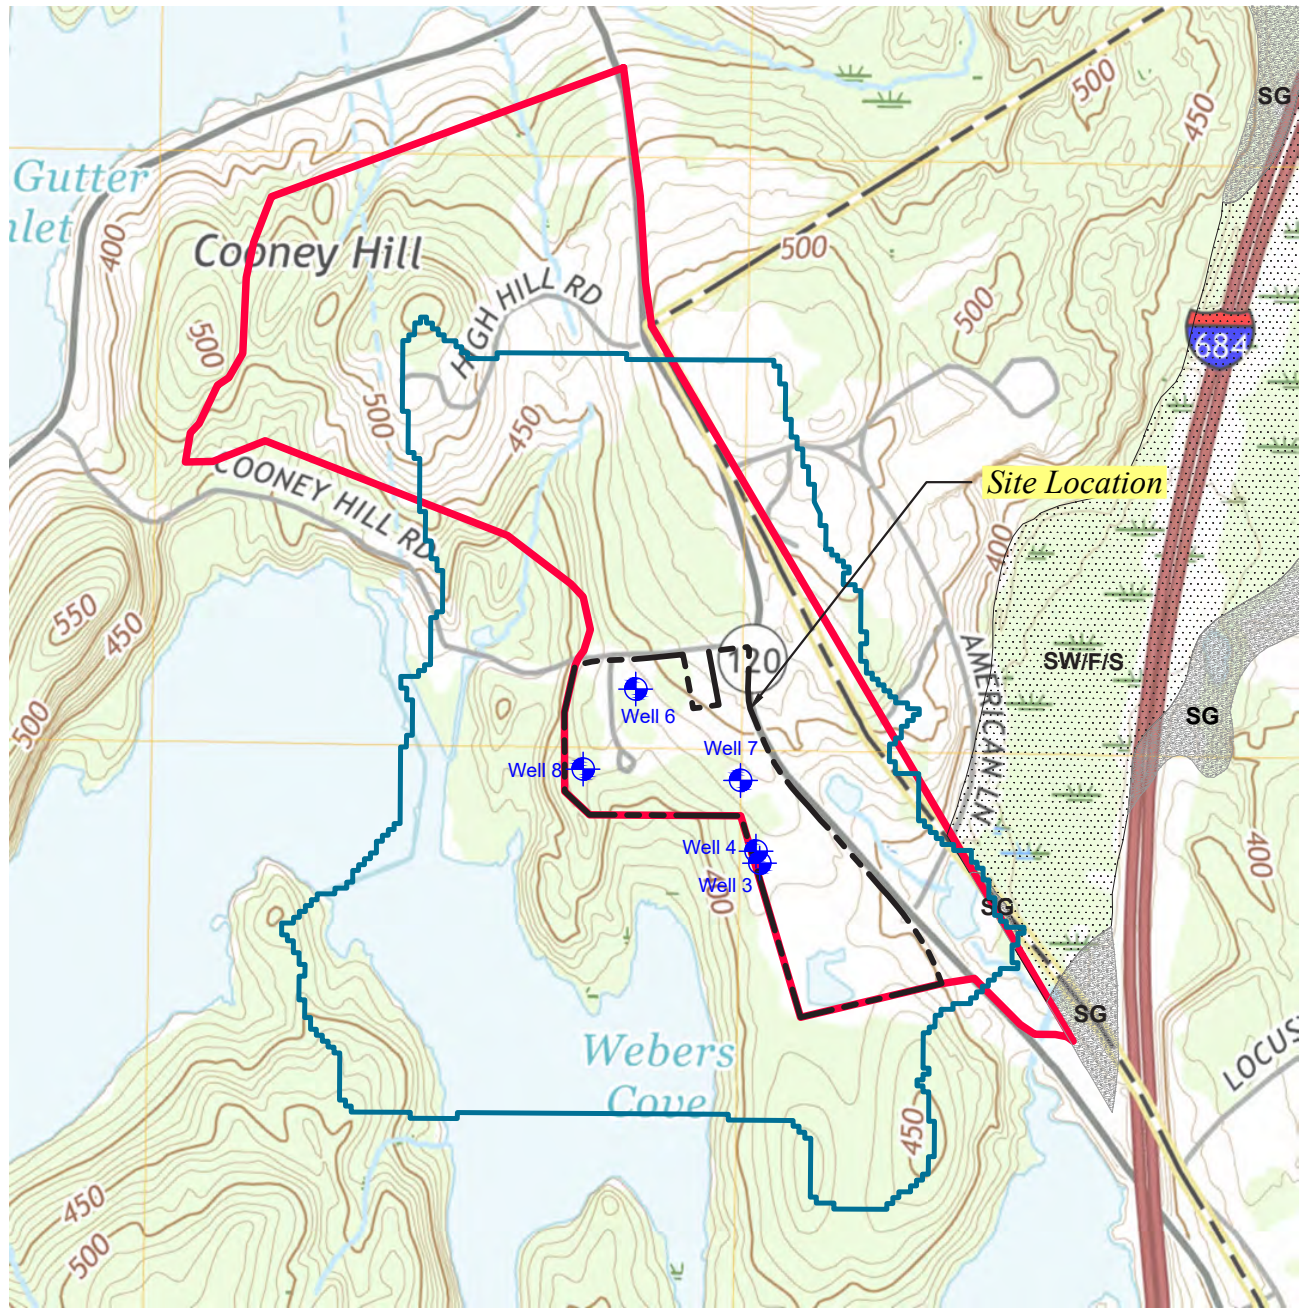 500
SG
450
Gutter
nlet
400
Cooney Hill
500
HIGH HILL RD
500
684
500
500
450
COONEY HILL RD
Site Location
400
550
450
120
AMERICAN LN
SW/F/S
500
Well 6
SG
Well 7
Well 8
Well 4
Well 3
400
400
SG
SG
Webers
Cove
LOCUS
450
450
500